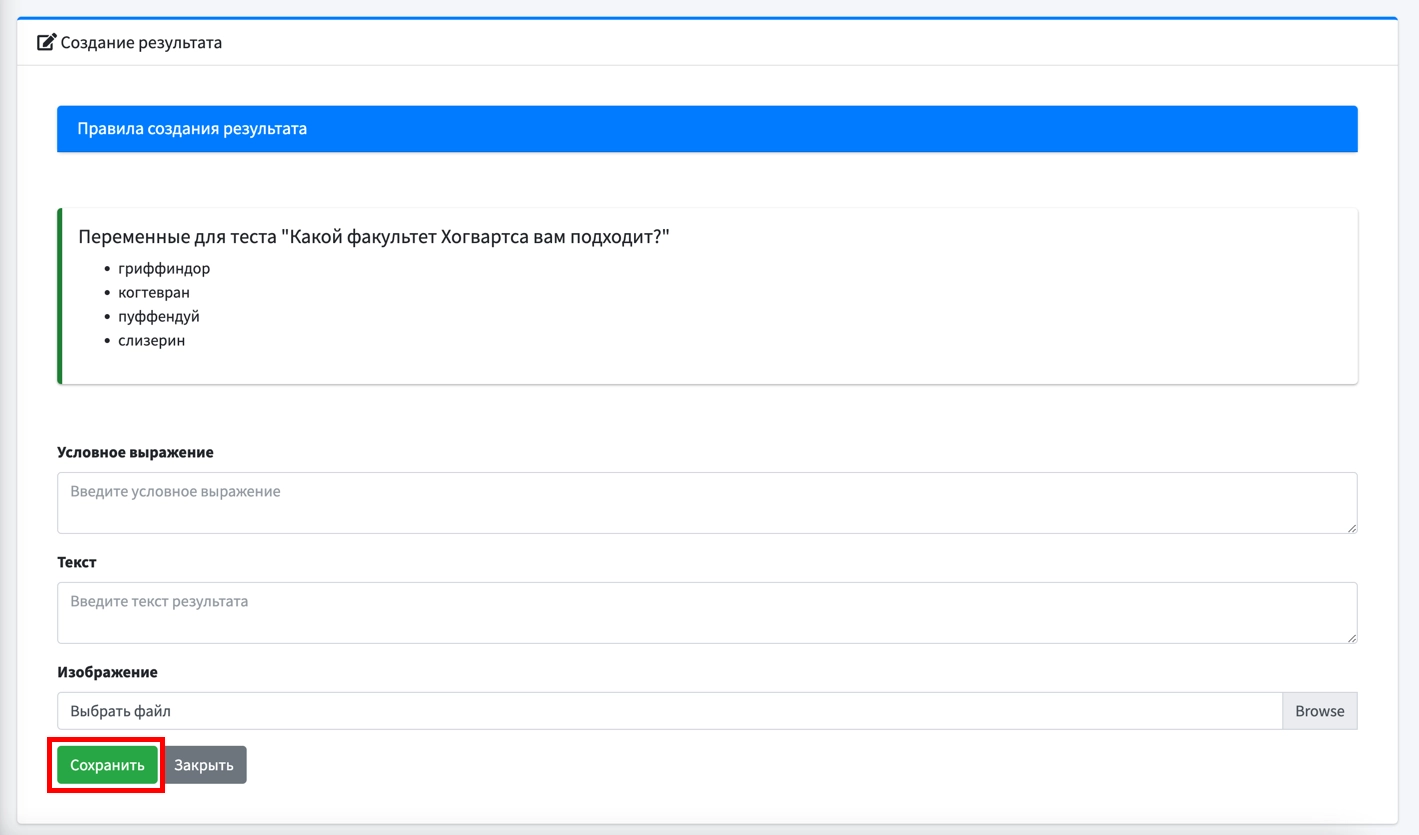 Создание результата
Правила создания результата
Переменные для теста "Какой факультет Хогвартса вам подходит?"
• гриффиндор
• когтевран
• пуффендуй
• слизерин
Условное выражение
Введите условное выражение
Текст
Введите текст результата
Изображение
Выбрать файл Browse
Сохранить Закрыть